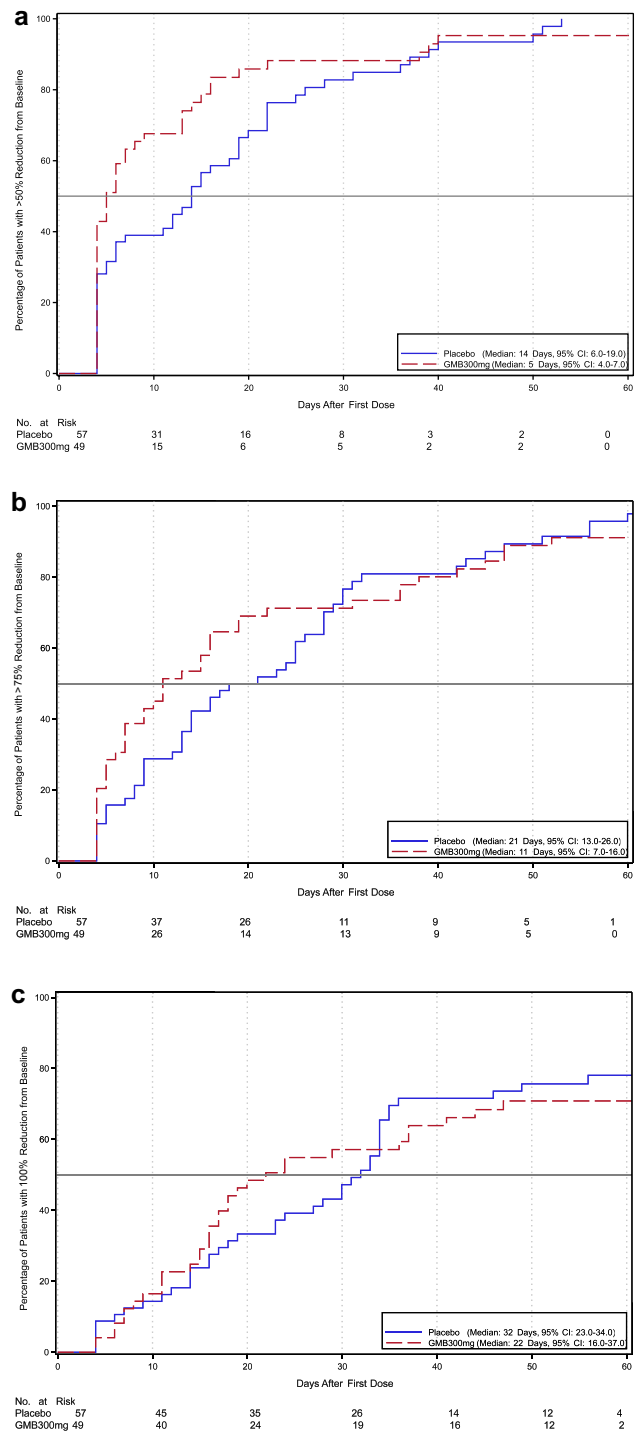 a
Percentage of Patients with >50% Reduction from Baseline
100
80
60
40
20
0
Placebo (Median: 14 Days, 95% CI: 6.0-19.0)
GMB300mg (Median: 5 Days, 95% CI: 4.0-7.0)
0 10 20 30 40 50 60
Days After First Dose
No. at Risk
Placebo 57 31 16 8 3 2 0
GMB300mg 49 15 6 5 2 2 0
b
Percentage of Patients with >75% Reduction from Baseline
100
80
60
40
20
0
Placebo (Median: 21 Days, 95% CI: 13.0-26.0)
GMB300mg (Median: 11 Days, 95% CI: 7.0-16.0)
0 10 20 30 40 50 60
Days After First Dose
No. at Risk
Placebo 57 37 26 11 9 5 1
GMB300mg 49 26 14 13 9 5 0
c
Percentage of Patients with 100% Reduction from Baseline
100
80
60
40
20
0
Placebo (Median: 32 Days, 95% CI: 23.0-34.0)
GMB300mg (Median: 22 Days, 95% CI: 16.0-37.0)
0 10 20 30 40 50 60
Days After First Dose
No. at Risk
Placebo 57 45 35 26 14 12 4
GMB300mg 49 40 24 19 16 12 2